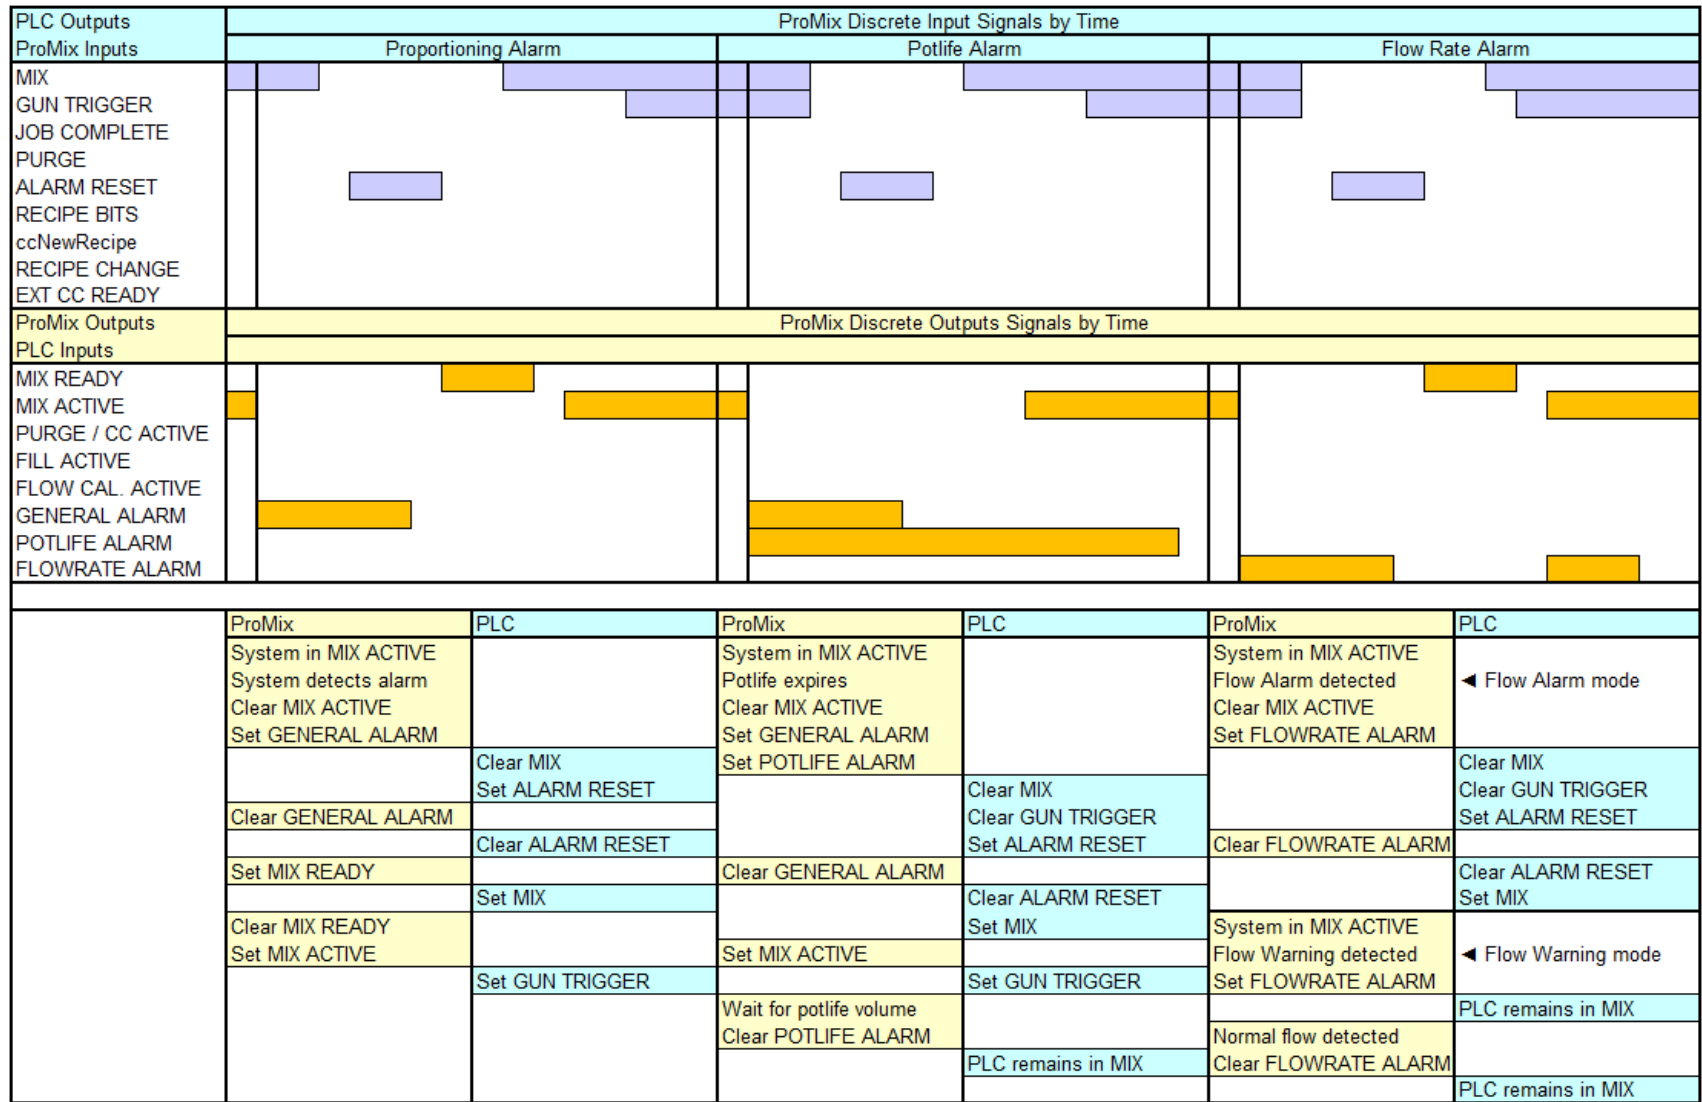 PLC Outputs
ProMix Discrete Input Signals by Time
ProMix Inputs
Proportioning Alarm
Potlife Alarm
Flow Rate Alarm
MIX
GUN TRIGGER
JOB COMPLETE
PURGE
ALARM RESET
RECIPE BITS
ccNewRecipe
RECIPE CHANGE
EXT CC READY
ProMix Outputs
ProMix Discrete Outputs Signals by Time
PLC Inputs
MIX READY
MIX ACTIVE
PURGE / CC ACTIVE
FILL ACTIVE
FLOW CAL. ACTIVE
GENERAL ALARM
POTLIFE ALARM
FLOWRATE ALARM
ProMix
PLC
ProMix
PLC
ProMix
PLC
System in MIX ACTIVE
System in MIX ACTIVE
System in MIX ACTIVE
System detects alarm
Potlife expires
Flow Alarm detected
◄ Flow Alarm mode
Clear MIX ACTIVE
Clear MIX ACTIVE
Clear MIX ACTIVE
Set GENERAL ALARM
Set GENERAL ALARM
Set FLOWRATE ALARM
Clear MIX
Set POTLIFE ALARM
Clear MIX
Set ALARM RESET
Clear MIX
Clear GUN TRIGGER
Clear GENERAL ALARM
Clear GUN TRIGGER
Set ALARM RESET
Clear ALARM RESET
Set ALARM RESET
Clear FLOWRATE ALARM
Set MIX READY
Clear GENERAL ALARM
Clear ALARM RESET
Set MIX
Clear ALARM RESET
Set MIX
Clear MIX READY
Set MIX
System in MIX ACTIVE
Set MIX ACTIVE
Set MIX ACTIVE
Flow Warning detected
◄ Flow Warning mode
Set GUN TRIGGER
Set GUN TRIGGER
Set FLOWRATE ALARM
Wait for potlife volume
PLC remains in MIX
Clear POTLIFE ALARM
Normal flow detected
PLC remains in MIX
Clear FLOWRATE ALARM
PLC remains in MIX